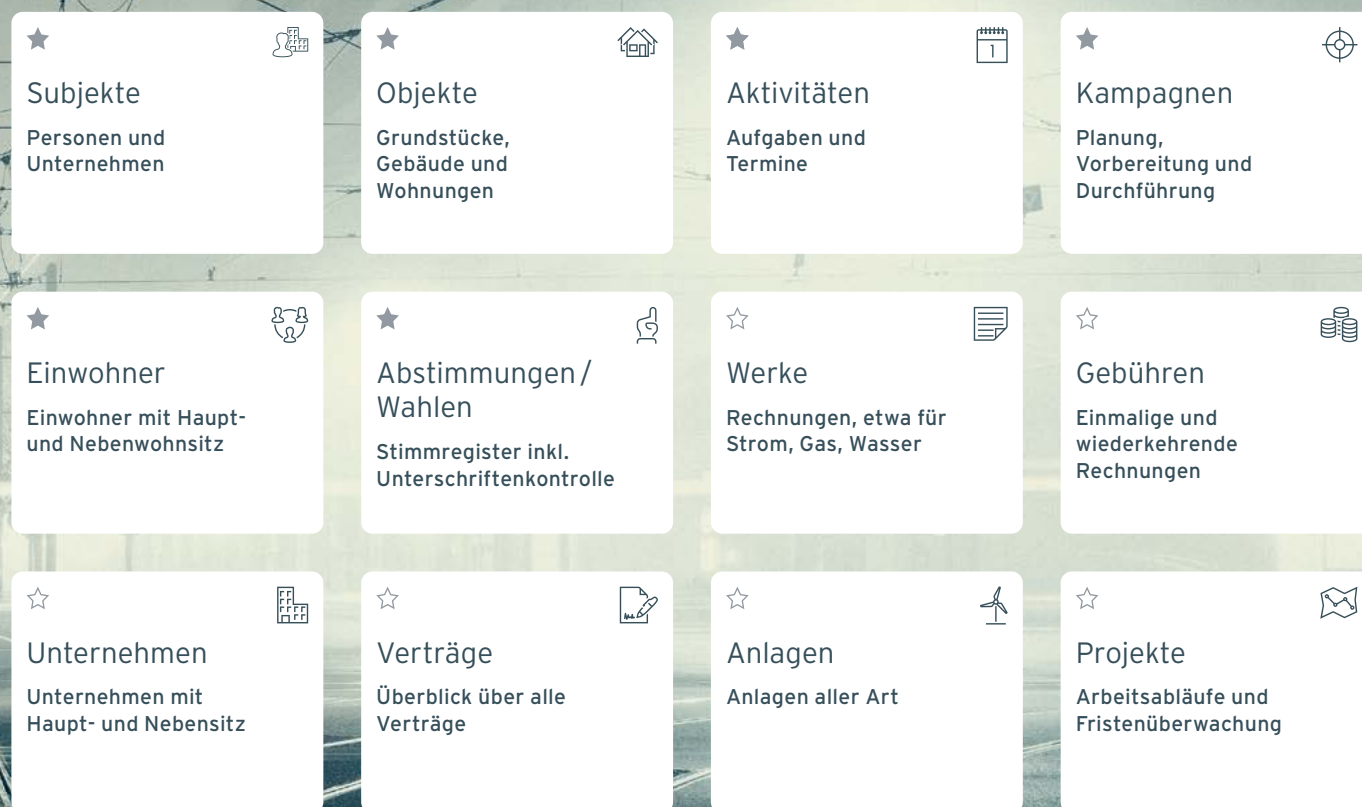 Subjekte
Personen und
Unternehmen
Objekte
Grundstücke,
Gebäude und
Wohnungen
Aktivitäten
Aufgaben und
Termine
1
Kampagnen
Planung,
Vorbereitung und
Durchführung
Einwohner
Einwohner mit Haupt-
und Nebenwohnsitz
Abstimmungen /
Wahlen
Stimmregister inkl.
Unterschriftenkontrolle
Werke
Rechnungen, etwa für
Strom, Gas, Wasser
Gebühren
Einmalige und
wiederkehrende
Rechnungen
Unternehmen
Unternehmen mit
Haupt- und Nebensitz
Verträge
Überblick über alle
Verträge
Anlagen
Anlagen aller Art
Projekte
Arbeitsabläufe und
Fristenüberwachung